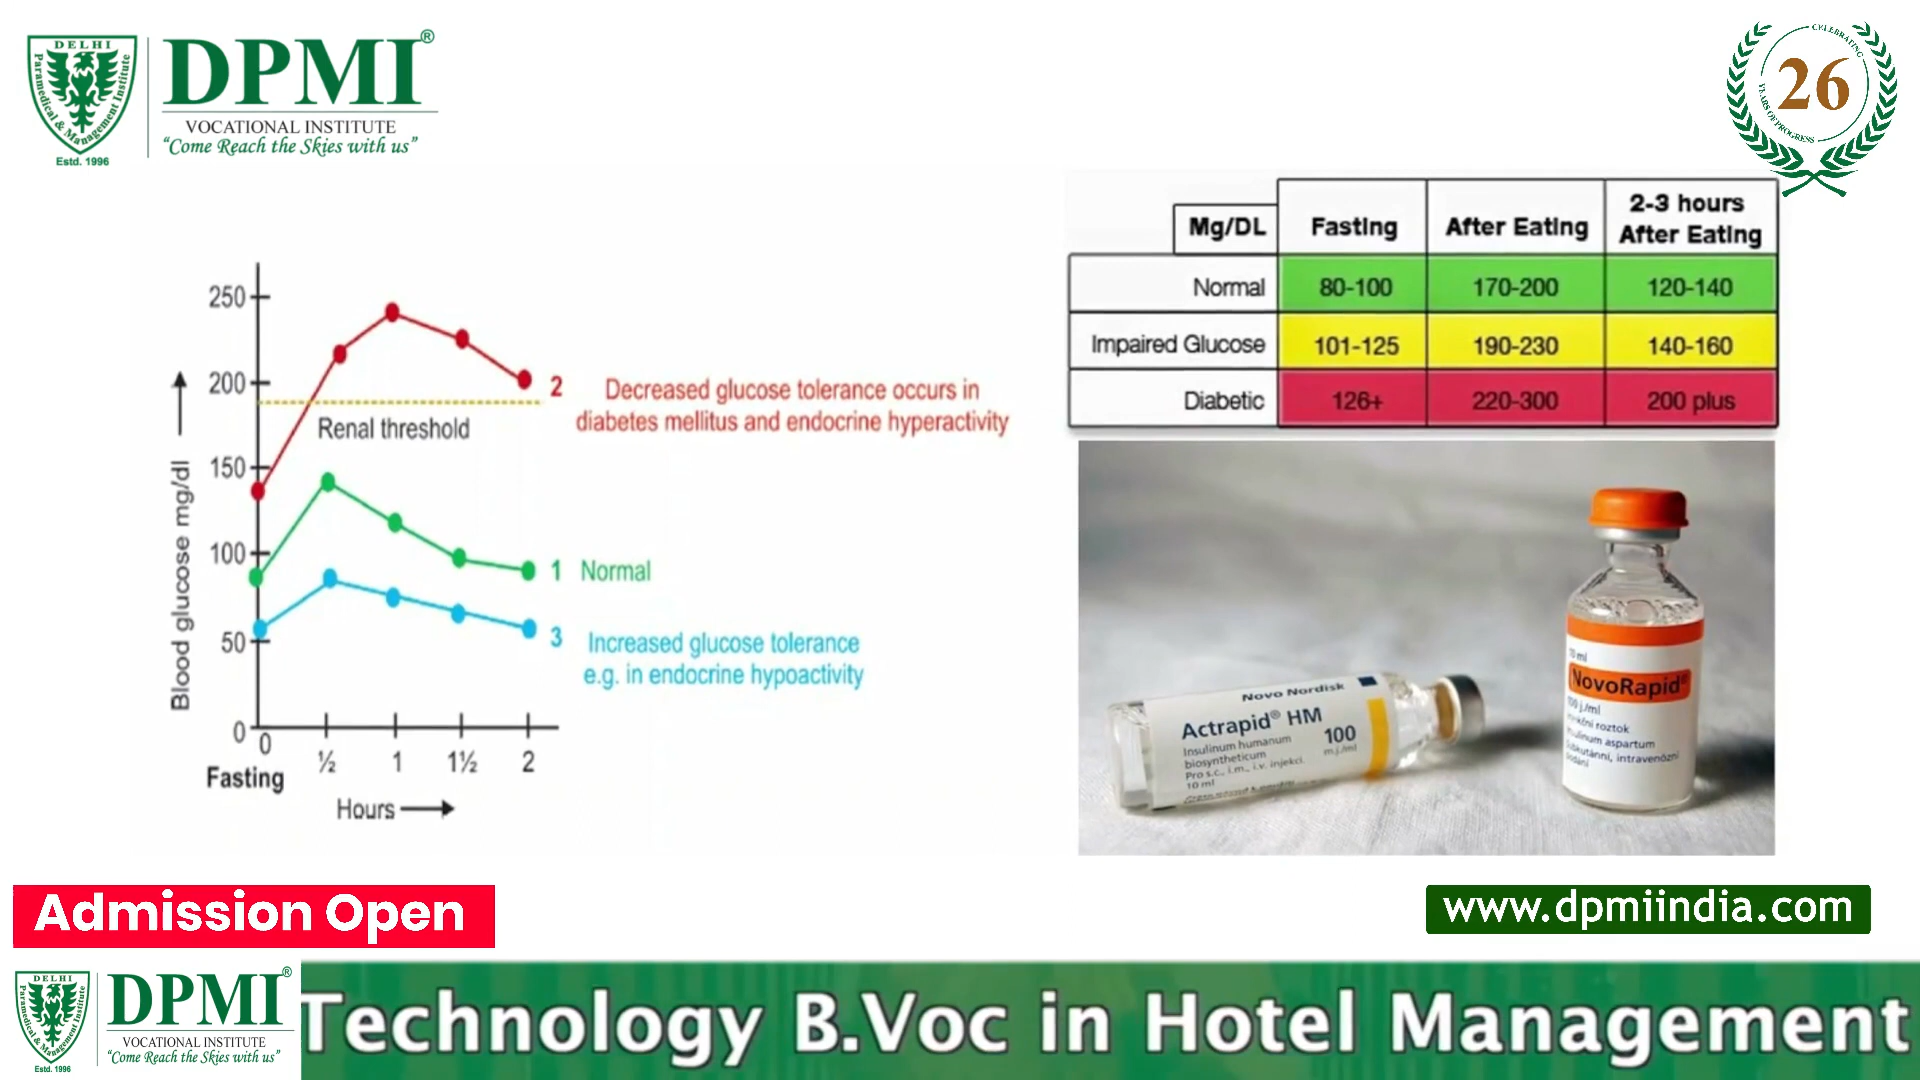 DELHI
Paramedical & Management Institute
Estd. 1996
DPMI®
VOCATIONAL INSTITUTE
“Come Reach the Skies with us”
CELEBRATING
26
YEARS OF PROGRESS
Blood glucose mg/dl
250
200
150
100
50
0
Renal threshold
2
Decreased glucose tolerance occurs in
diabetes mellitus and endocrine hyperactivity
1 Normal
3
Increased glucose tolerance
e.g. in endocrine hypoactivity
0 ½ 1 1½ 2
Fasting
Hours
Mg/DL Fasting After Eating 2-3 hours After Eating
Normal 80-100 170-200 120-140
Impaired Glucose 101-125 190-230 140-160
Diabetic 126+ 220-300 200 plus
Novo Nordisk
Actrapid® HM
100
m.j./ml
Insulinum humanum
biosyntheticum
Pro s.c., i.m., i.v. injekci.
10 ml
10 ml
NovoRapid®
100 j./ml
roztok
aspartum
intravenózní
Admission Open
www.dpmiindia.com
DELHI
Paramedical & Management Institute
Estd. 1996
DPMI®
VOCATIONAL INSTITUTE
“Come Reach the Skies with us”
Technology B.Voc in Hotel Management